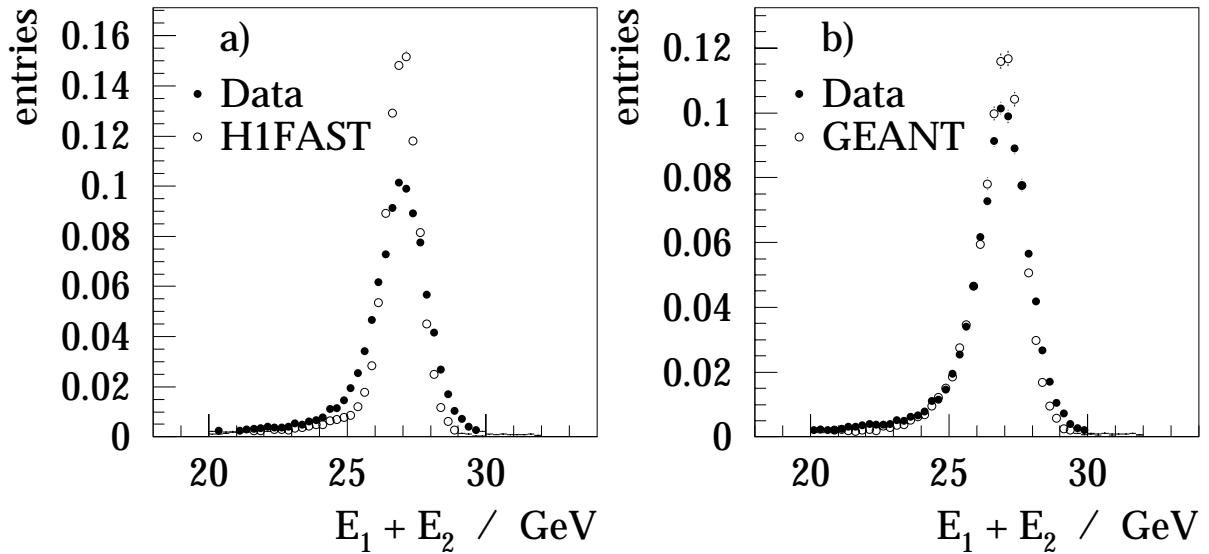 entries
0.16
0.14
0.12
0.1
0.08
0.06
0.04
0.02
0
a)
Data
H1FAST
20
25
30
E₁ + E₂ / GeV
entries
0.12
0.1
0.08
0.06
0.04
0.02
0
b)
Data
GEANT
20
25
30
E₁ + E₂ / GeV